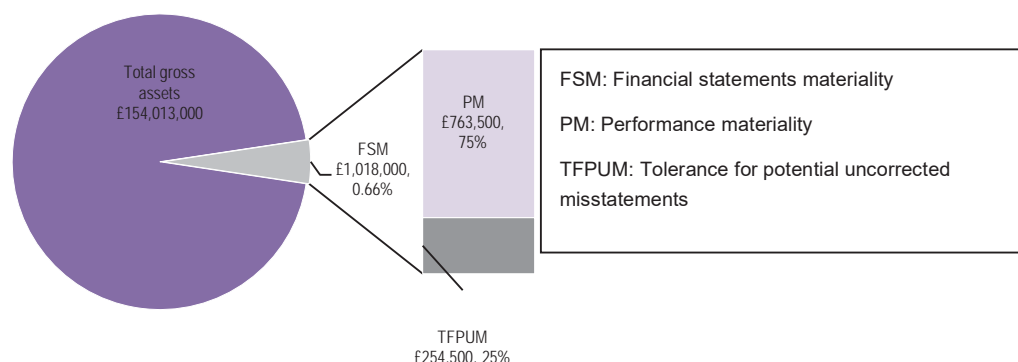 Total gross
assets
£154,013,000
FSM
£1,018,000,
0.66%
PM
£763,500,
75%
TFPUM
£254,500, 25%
FSM: Financial statements materiality
PM: Performance materiality
TFPUM: Tolerance for potential uncorrected
misstatements